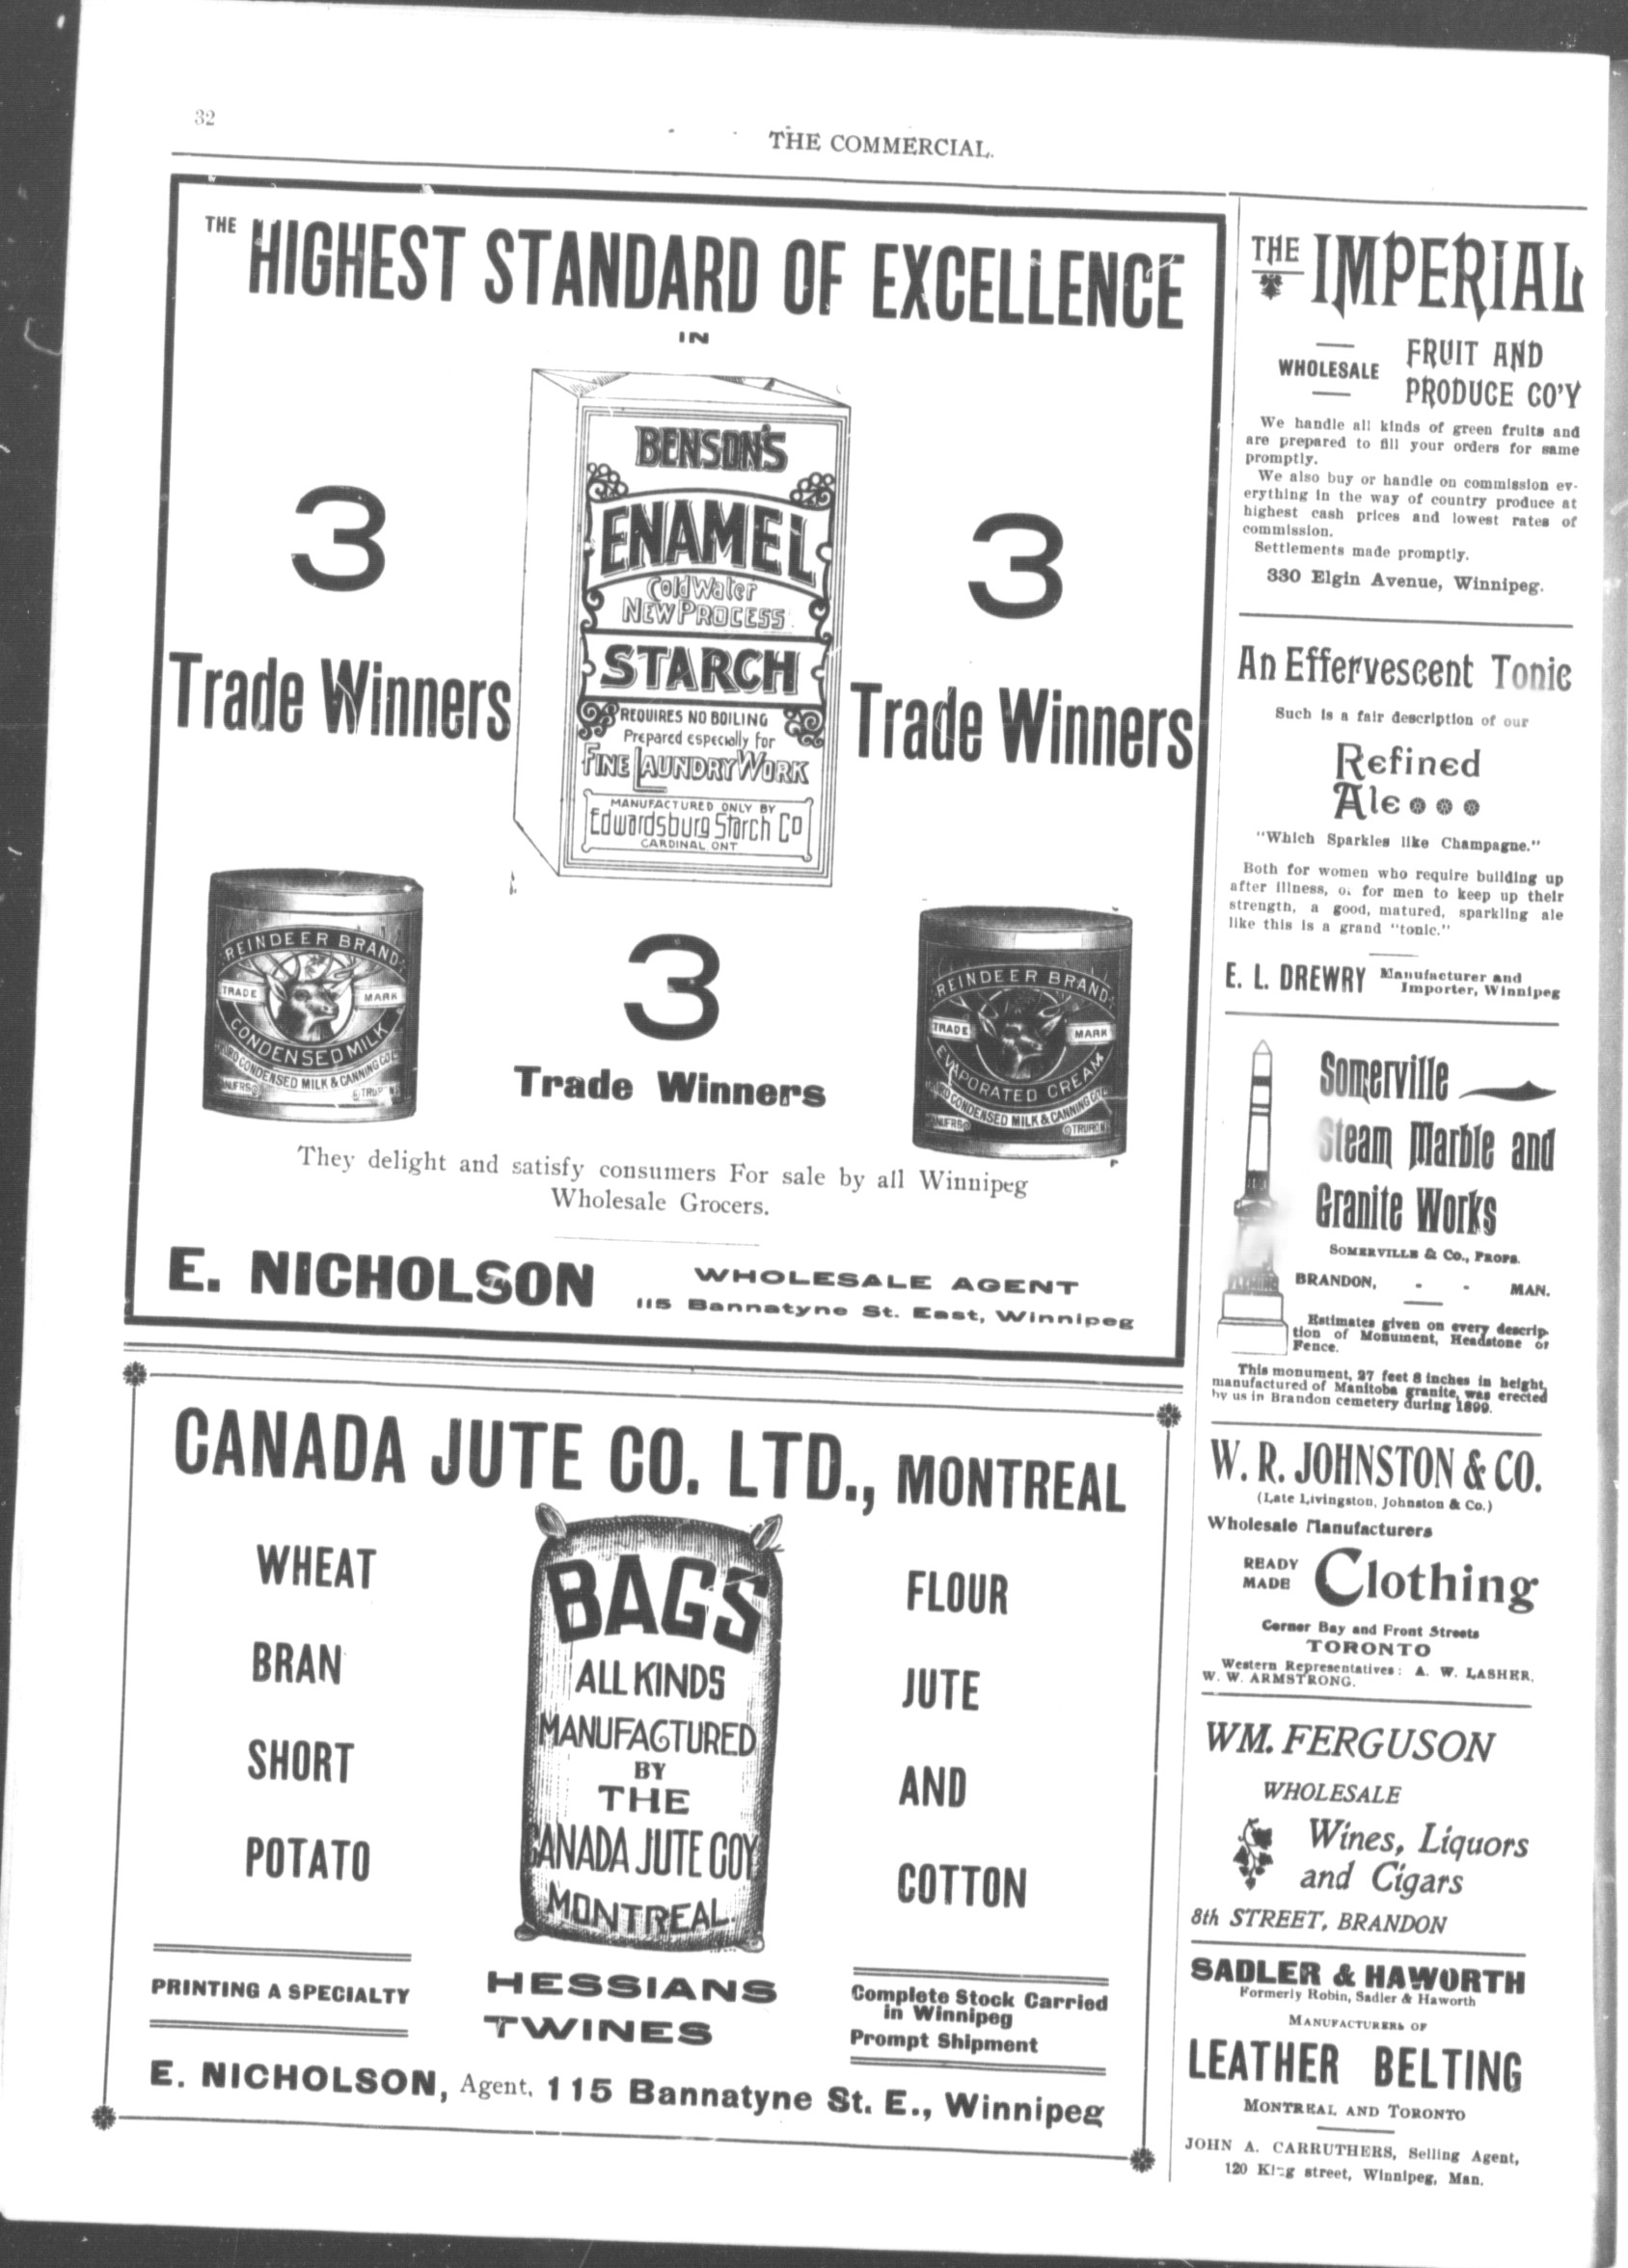 32
THE COMMERCIAL.
THE HIGHEST STANDARD OF EXCELLENCE
IN
BENSON'S
ENAMEL
Cold Water
NEW PROCESS
STARCH
REQUIRES NO BOILING
Prepared especially for
FINE LAUNDRY WORK
MANUFACTURED ONLY BY
Edwardsburg Starch Co
CARDINAL ONT
3
Trade Winners
3
Trade Winners
REINDEER BRAND
TRADE MARK
CONDENSED MILK
CONDENSED MILK & CANNING CO.
3
Trade Winners
REINDEER BRAND
TRADE MARK
EVAPORATED CREAM
CONDENSED MILK & CANNING CO.
TRURO
They delight and satisfy consumers For sale by all Winnipeg
Wholesale Grocers.
E. NICHOLSON
WHOLESALE AGENT
115 Bannatyne St. East, Winnipeg
CANADA JUTE CO. LTD., MONTREAL
WHEAT
BRAN
SHORT
POTATO
BAGS
ALL KINDS
MANUFACTURED
BY
THE
CANADA JUTE COY
MONTREAL.
FLOUR
JUTE
AND
COTTON
PRINTING A SPECIALTY
HESSIANS
TWINES
Complete Stock Carried
in Winnipeg
Prompt Shipment
E. NICHOLSON, Agent, 115 Bannatyne St. E., Winnipeg
THE IMPERIAL
WHOLESALE
FRUIT AND
PRODUCE CO'Y
We handle all kinds of green fruits and
are prepared to fill your orders for same
promptly.
We also buy or handle on commission ev-
erything in the way of country produce at
highest cash prices and lowest rates of
commission.
Settlements made promptly.
330 Elgin Avenue, Winnipeg.
An Effervescent Tonic
Such is a fair description of our
Refined
Ale
"Which Sparkles like Champagne."
Both for women who require building up
after illness, o. for men to keep up their
strength, a good, matured, sparkling ale
like this is a grand "tonic."
E. L. DREWRY Manufacturer and
Importer, Winnipeg
Somerville
Steam Marble and
Granite Works
SOMERVILLE & CO., PROPS.
BRANDON, - - MAN.
FLEMING
Estimates given on every descrip-
tion of Monument, Headstone or
Fence.
This monument, 27 feet 8 inches in height,
manufactured of Manitoba granite, was erected
by us in Brandon cemetery during 1899.
W. R. JOHNSTON & CO.
(Late Livingston, Johnston & Co.)
Wholesale Manufacturers
READY
MADE
Clothing
Corner Bay and Front Streets
TORONTO
Western Representatives: A. W. LASHER,
W. W. ARMSTRONG.
WM. FERGUSON
WHOLESALE
Wines, Liquors
and Cigars
8th STREET, BRANDON
SADLER & HAWORTH
Formerly Robin, Sadler & Haworth
MANUFACTURERS OF
LEATHER BELTING
MONTREAL AND TORONTO
JOHN A. CARRUTHERS, Selling Agent,
120 King street, Winnipeg, Man.